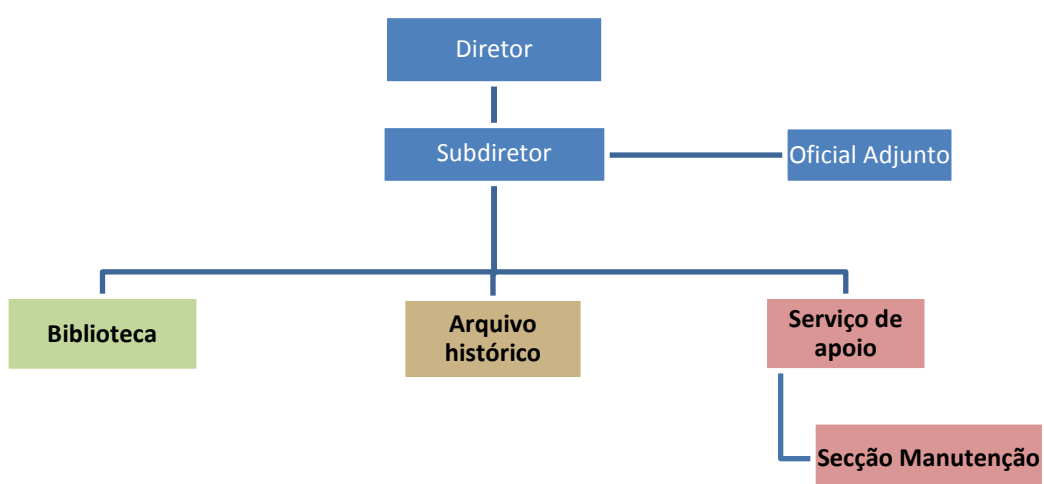 Diretor
Subdiretor
Oficial Adjunto
Biblioteca
Arquivo
histórico
Serviço de
apoio
Secção Manutenção